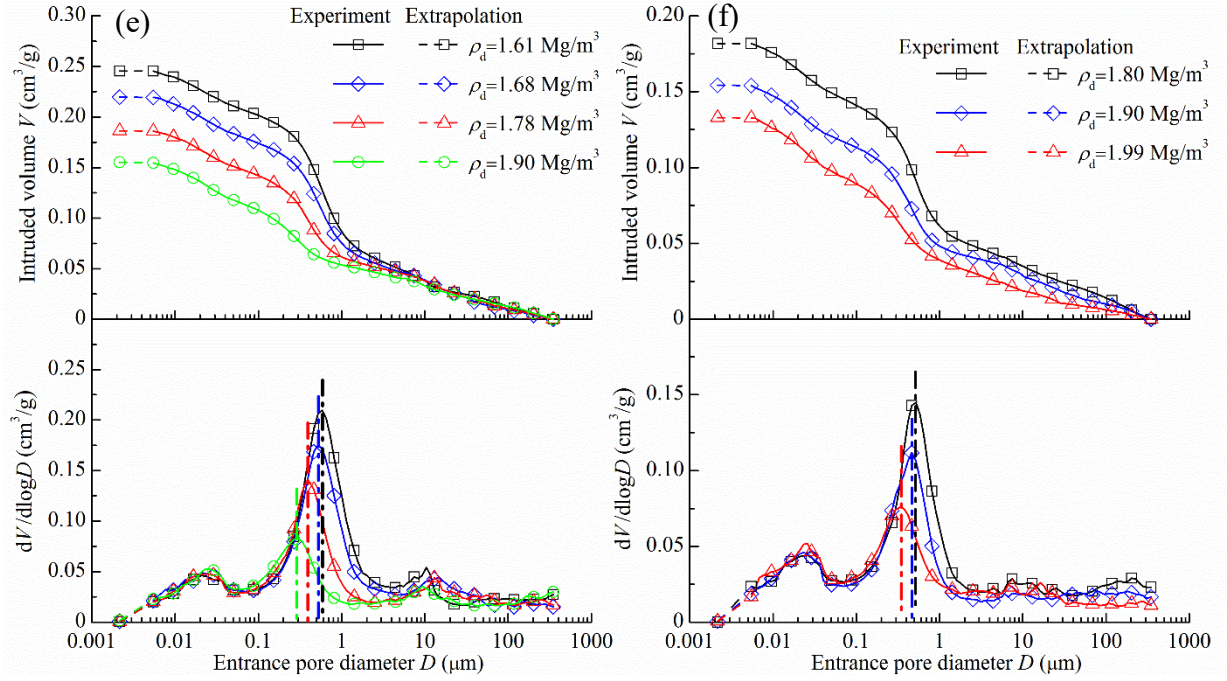 (e)
Experiment Extrapolation
ρd=1.61 Mg/m³
ρd=1.68 Mg/m³
ρd=1.78 Mg/m³
ρd=1.90 Mg/m³
Intruded volume V (cm³/g)
0.30
0.25
0.20
0.15
0.10
0.05
0
dV/dlogD (cm³/g)
0.25
0.20
0.15
0.10
0.05
0
0.001 0.01 0.1 1 10 100 1000
Entrance pore diameter D (μm)
(f)
Experiment Extrapolation
ρd=1.80 Mg/m³
ρd=1.90 Mg/m³
ρd=1.99 Mg/m³
Intruded volume V (cm³/g)
0.20
0.15
0.10
0.05
0
dV/dlogD (cm³/g)
0.15
0.10
0.05
0
0.001 0.01 0.1 1 10 100 1000
Entrance pore diameter D (μm)